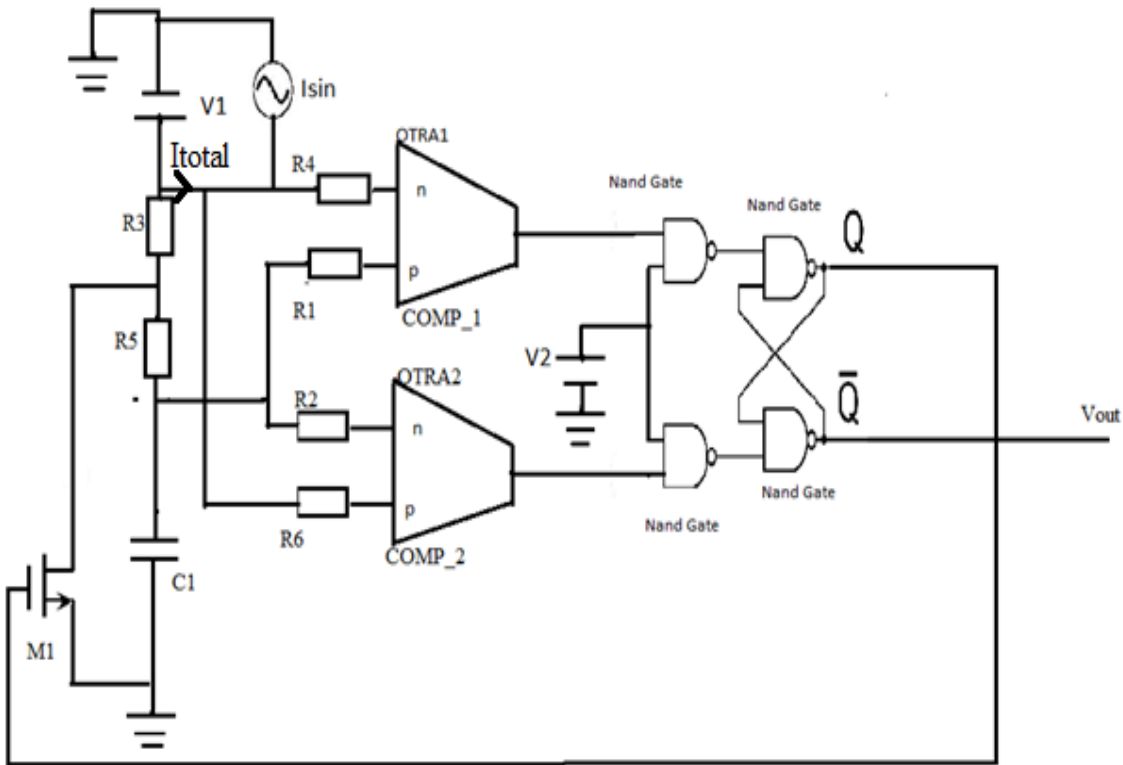 V1
Isin
Itotal
R4
OTRA1
n
R3
Nand Gate
Nand Gate
Q
p
R1
COMP_1
R5
V2
OTRA2
R2
n
Q̅
Vout
p
R6
Nand Gate
Nand Gate
COMP_2
C1
M1